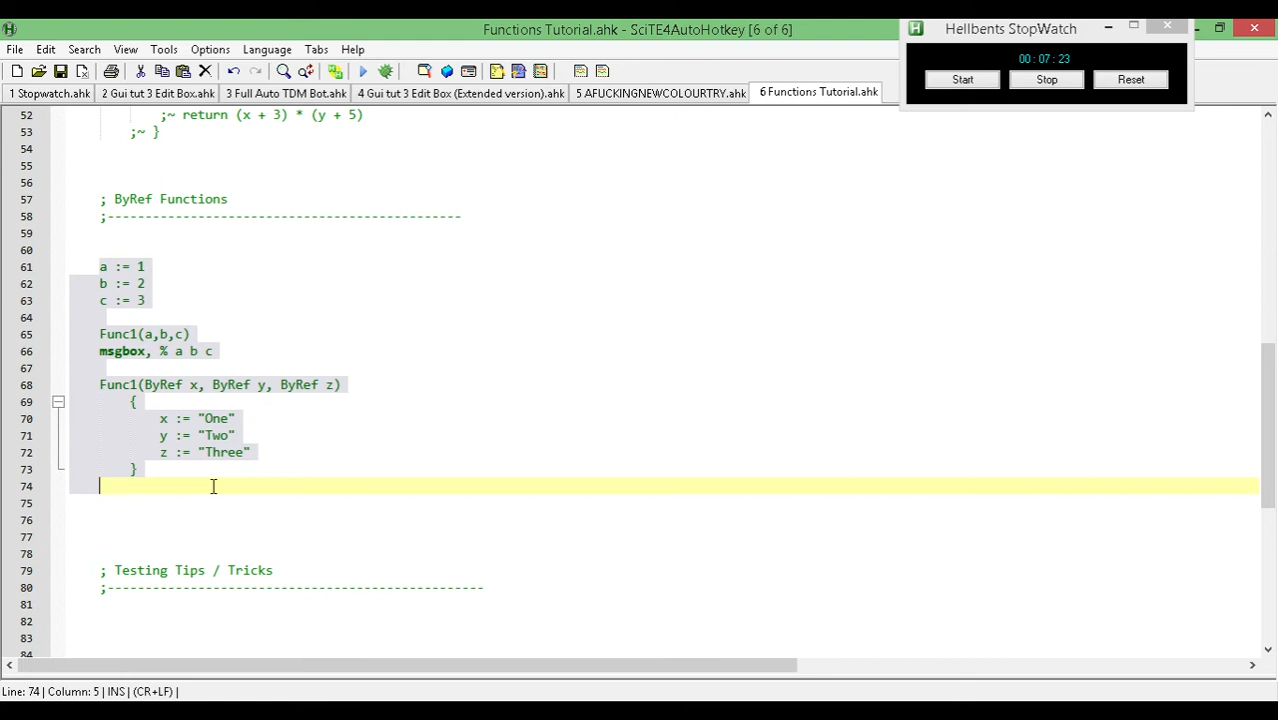 Functions Tutorial.ahk - SciTE4AutoHotkey [6 of 6]
Hellbents StopWatch
File Edit Search View Tools Options Language Tabs Help
00 : 07 : 23
Start Stop Reset
1 Stopwatch.ahk 2 Gui tut 3 Edit Box.ahk 3 Full Auto TDM Bot.ahk 4 Gui tut 3 Edit Box (Extended version).ahk 5 AFUCKINGNEWCOLOURTRY.ahk 6 Functions Tutorial.ahk
52 ;~ return (x + 3) * (y + 5)
53 ;~ }
54
55
56
57 ; ByRef Functions
58 ;-----------------------------------------------
59
60
61 a := 1
62 b := 2
63 c := 3
64
65 Func1(a,b,c)
66 msgbox, % a b c
67
68 Func1(ByRef x, ByRef y, ByRef z)
69 {
70 x := "One"
71 y := "Two"
72 z := "Three"
73 }
74
75
76
77
78
79 ; Testing Tips / Tricks
80 ;--------------------------------------------------
81
82
83
84
Line: 74 | Column: 5 | INS | (CR+LF) |